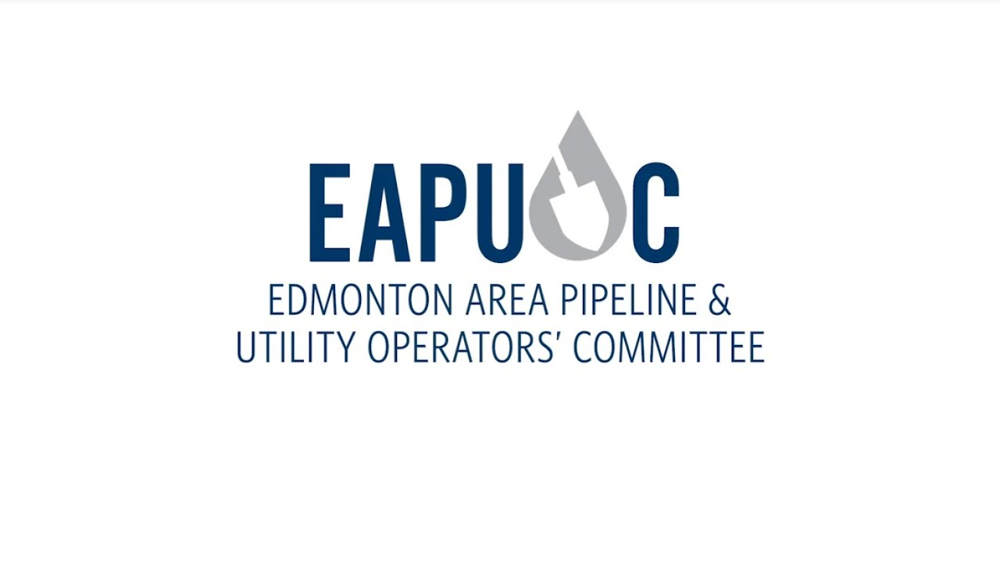 EAPUOC
EDMONTON AREA PIPELINE &
UTILITY OPERATORS’ COMMITTEE